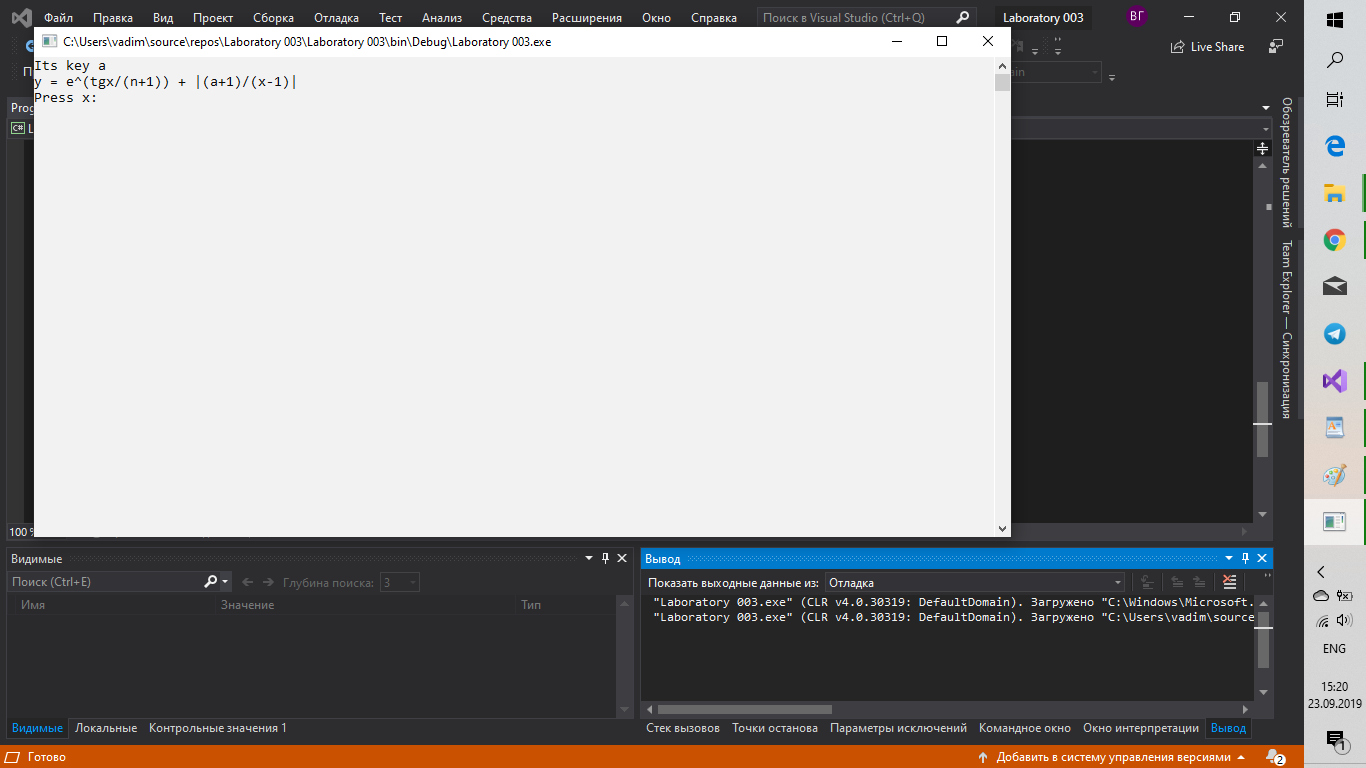 Файл Правка Вид Проект Сборка Отладка Тест Анализ Средства Расширения Окно Справка Поиск в Visual Studio (Ctrl+Q) Laboratory 003 ВГ
C:\Users\vadim\source\repos\Laboratory 003\Laboratory 003\bin\Debug\Laboratory 003.exe
Live Share
Its key a
y = e^(tgx/(n+1)) + |(a+1)/(x-1)|
Press x:
Обозреватель решений
Team Explorer — Синхронизация
C#
100 %
Видимые
Поиск (Ctrl+E) Глубина поиска: 3
Имя Значение Тип
Видимые Локальные Контрольные значения 1
Вывод
Показать выходные данные из: Отладка
"Laboratory 003.exe" (CLR v4.0.30319: DefaultDomain). Загружено "C:\Windows\Microsoft.
"Laboratory 003.exe" (CLR v4.0.30319: DefaultDomain). Загружено "C:\Users\vadim\source
Стек вызовов Точки останова Параметры исключений Командное окно Окно интерпретации Вывод
Готово
Добавить в систему управления версиями
2
ENG
15:20
23.09.2019
1